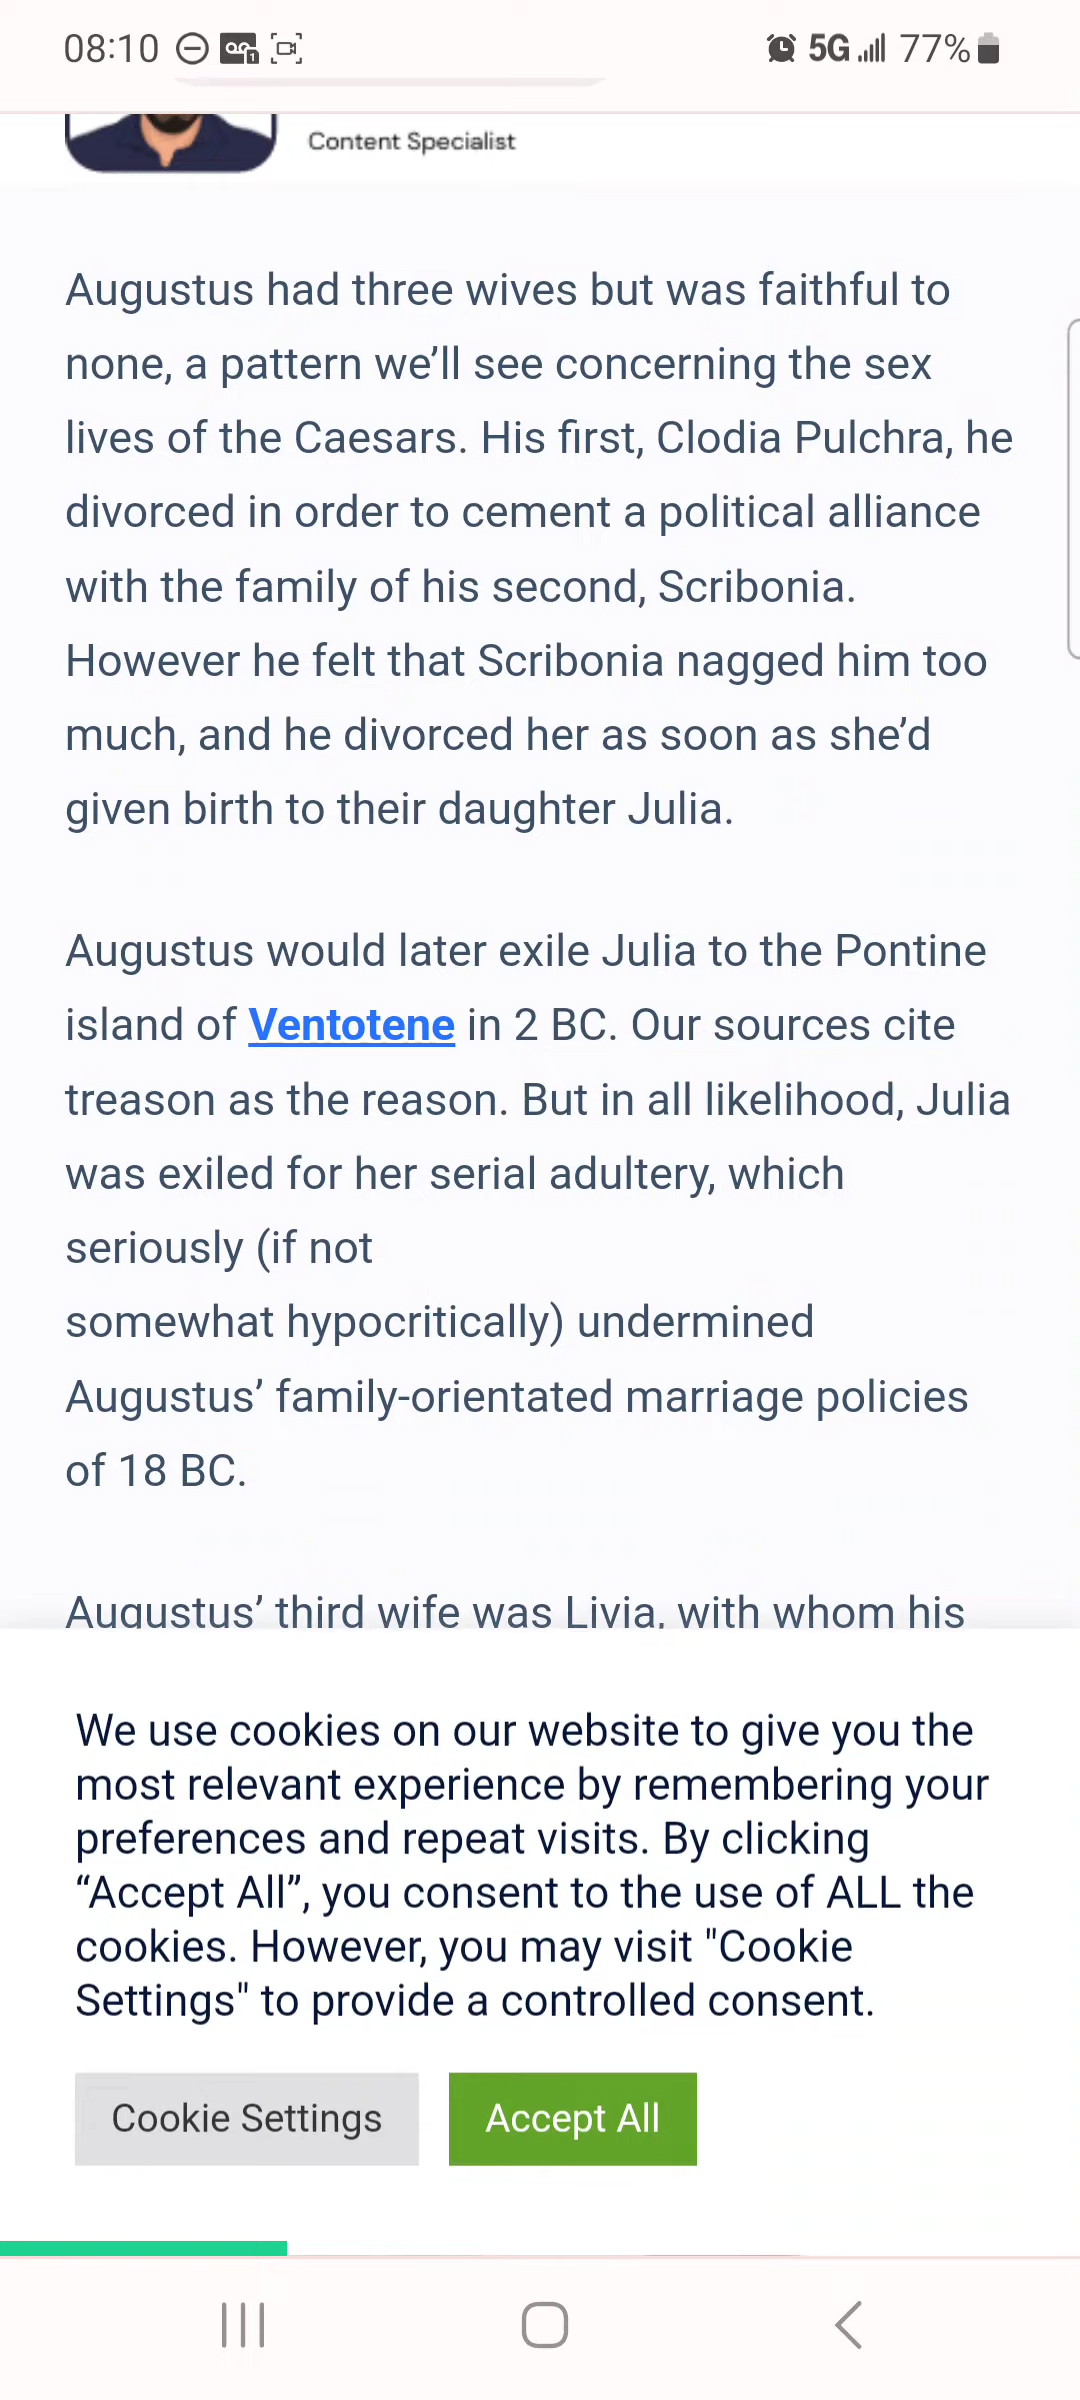 08:10
5G 77%
Content Specialist
Augustus had three wives but was faithful to
none, a pattern we’ll see concerning the sex
lives of the Caesars. His first, Clodia Pulchra, he
divorced in order to cement a political alliance
with the family of his second, Scribonia.
However he felt that Scribonia nagged him too
much, and he divorced her as soon as she’d
given birth to their daughter Julia.
Augustus would later exile Julia to the Pontine
island of Ventotene in 2 BC. Our sources cite
treason as the reason. But in all likelihood, Julia
was exiled for her serial adultery, which
seriously (if not
somewhat hypocritically) undermined
Augustus’ family-orientated marriage policies
of 18 BC.
Augustus’ third wife was Livia, with whom his
We use cookies on our website to give you the
most relevant experience by remembering your
preferences and repeat visits. By clicking
“Accept All”, you consent to the use of ALL the
cookies. However, you may visit "Cookie
Settings" to provide a controlled consent.
Cookie Settings
Accept All